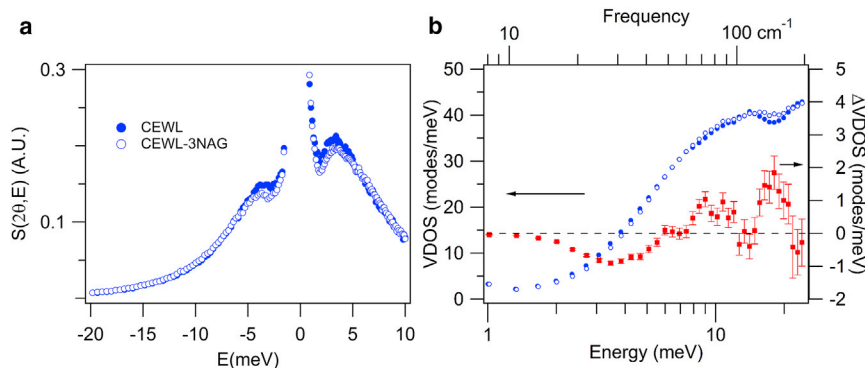 a
0.3
CEWL
CEWL-3NAG
S(2θ,E) (A.U.)
0.1
-20
-15
-10
-5
0
5
10
E(meV)
b
Frequency
10
100 cm⁻¹
50
40
30
20
10
0
VDOS (modes/meV)
5
4
3
2
1
0
-1
-2
ΔVDOS (modes/meV)
1
10
Energy (meV)